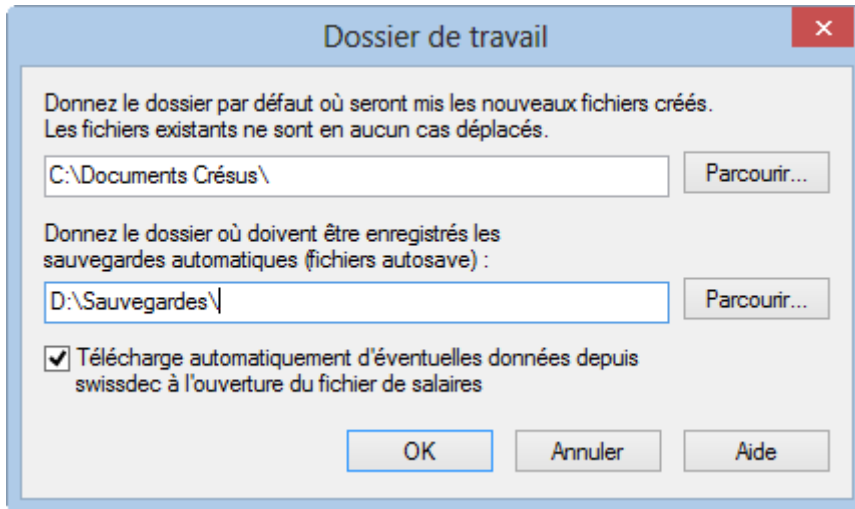 Dossier de travail
Donnez le dossier par défaut où seront mis les nouveaux fichiers créés.
Les fichiers existants ne sont en aucun cas déplacés.
C:\Documents Crésus\
Parcourir...
Donnez le dossier où doivent être enregistrés les
sauvegardes automatiques (fichiers autosave) :
D:\Sauvegardes\
Parcourir...
Télécharge automatiquement d'éventuelles données depuis
swissdec à l'ouverture du fichier de salaires
OK
Annuler
Aide